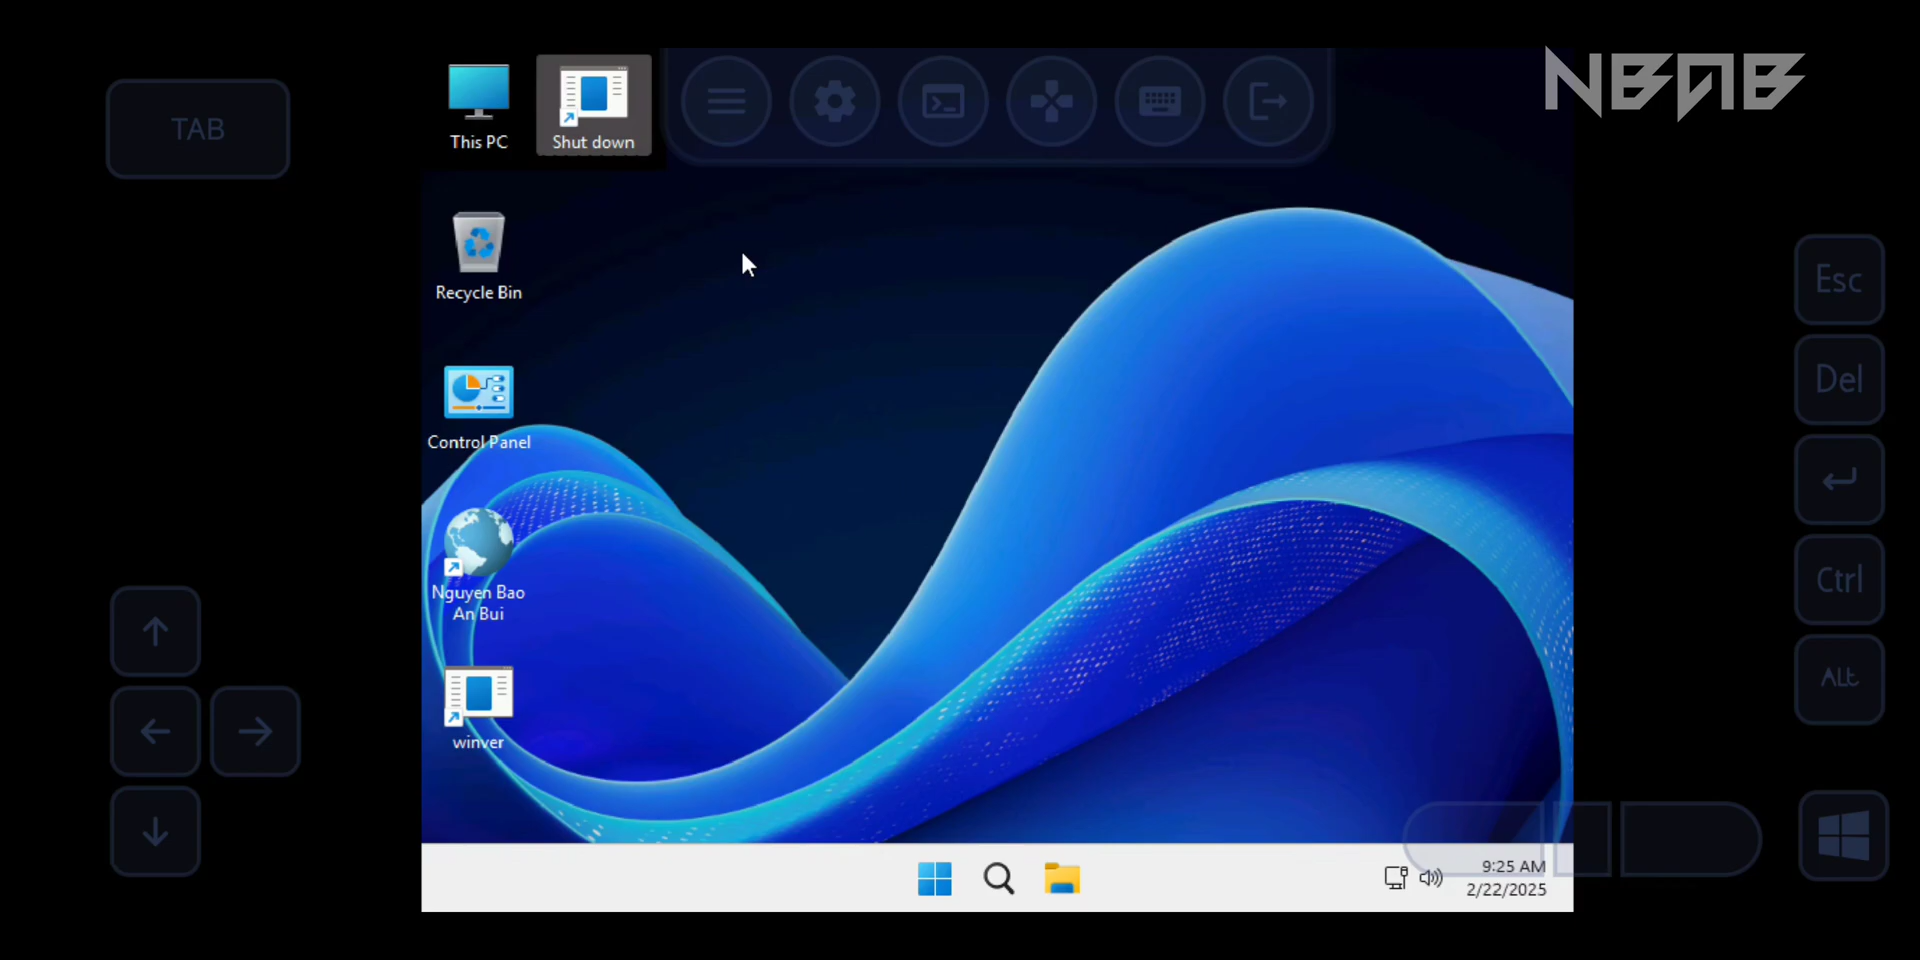 NBAB
TAB
This PC
Shut down
Recycle Bin
Esc
Del
Control Panel
Ctrl
Nguyen Bao
An Bui
Alt
winver
9:25 AM
2/22/2025